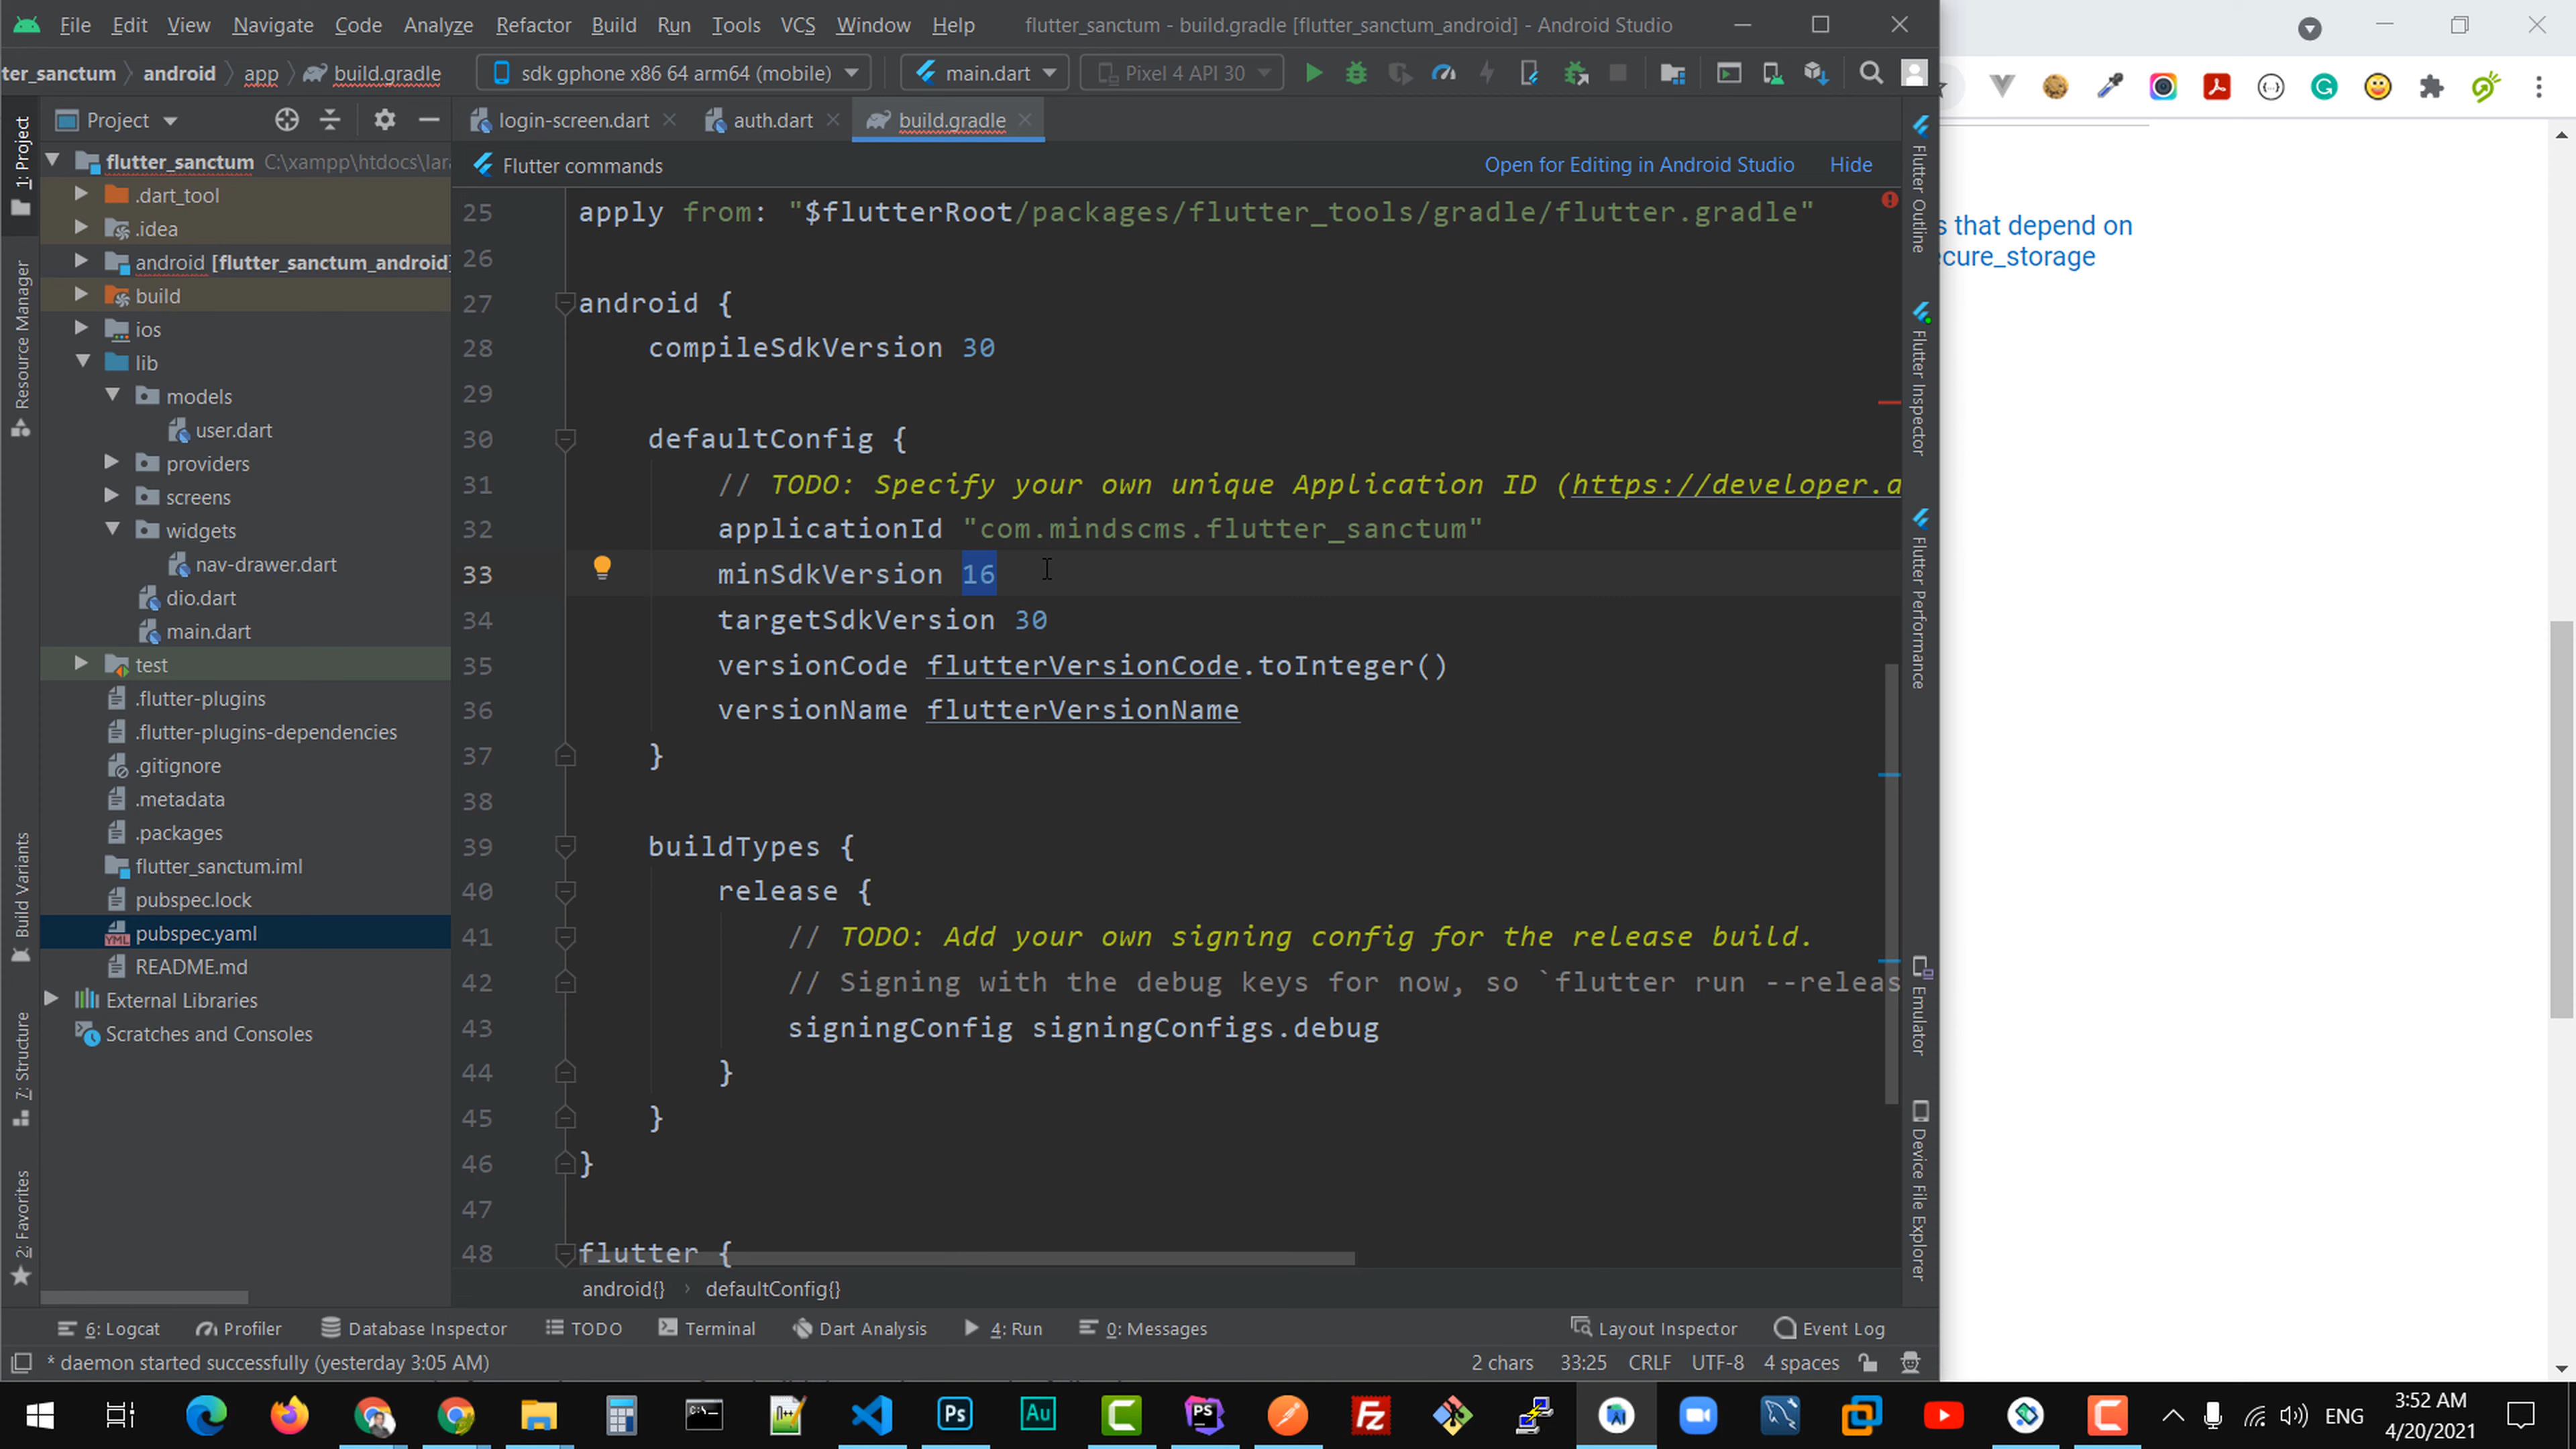 File Edit View Navigate Code Analyze Refactor Build Run Tools VCS Window Help flutter_sanctum - build.gradle [flutter_sanctum_android] - Android Studio
ter_sanctum android app build.gradle sdk gphone x86 64 arm64 (mobile) main.dart Pixel 4 API 30
Project login-screen.dart auth.dart build.gradle
Flutter commands Open for Editing in Android Studio Hide
1: Project
Resource Manager
Build Variants
7: Structure
2: Favorites
flutter_sanctum C:\xampp\htdocs\lar
.dart_tool
.idea
android [flutter_sanctum_android]
build
ios
lib
models
user.dart
providers
screens
widgets
nav-drawer.dart
dio.dart
main.dart
test
.flutter-plugins
.flutter-plugins-dependencies
.gitignore
.metadata
.packages
flutter_sanctum.iml
pubspec.lock
pubspec.yaml
README.md
External Libraries
Scratches and Consoles
25 apply from: "$flutterRoot/packages/flutter_tools/gradle/flutter.gradle"
26
27 android {
28 compileSdkVersion 30
29
30 defaultConfig {
31 // TODO: Specify your own unique Application ID (https://developer.a
32 applicationId "com.mindscms.flutter_sanctum"
33 minSdkVersion 16
34 targetSdkVersion 30
35 versionCode flutterVersionCode.toInteger()
36 versionName flutterVersionName
37 }
38
39 buildTypes {
40 release {
41 // TODO: Add your own signing config for the release build.
42 // Signing with the debug keys for now, so `flutter run --releas
43 signingConfig signingConfigs.debug
44 }
45 }
46 }
47
48 flutter {
android{} › defaultConfig{}
Flutter Outline
Flutter Inspector
Flutter Performance
Emulator
Device File Explorer
s that depend on
ecure_storage
6: Logcat Profiler Database Inspector TODO Terminal Dart Analysis 4: Run 0: Messages Layout Inspector Event Log
* daemon started successfully (yesterday 3:05 AM) 2 chars 33:25 CRLF UTF-8 4 spaces
Ps Au PS Fz ENG 3:52 AM
4/20/2021